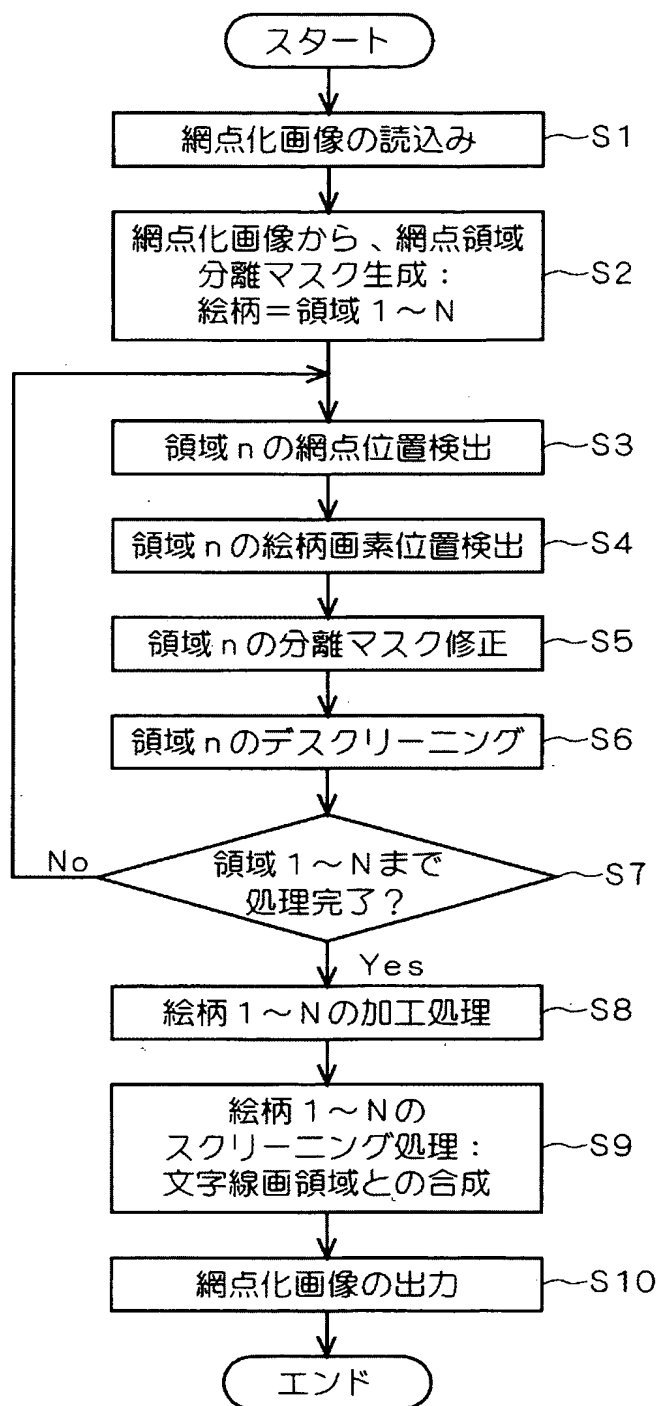 スタート
網点化画像の読込み
S1
網点化画像から、網点領域
分離マスク生成：
絵柄＝領域1～N
S2
領域nの網点位置検出
S3
領域nの絵柄画素位置検出
S4
領域nの分離マスク修正
S5
領域nのデスクリーニング
S6
No
領域1～Nまで
処理完了？
S7
Yes
絵柄1～Nの加工処理
S8
絵柄1～Nの
スクリーニング処理：
文字線画領域との合成
S9
網点化画像の出力
S10
エンド